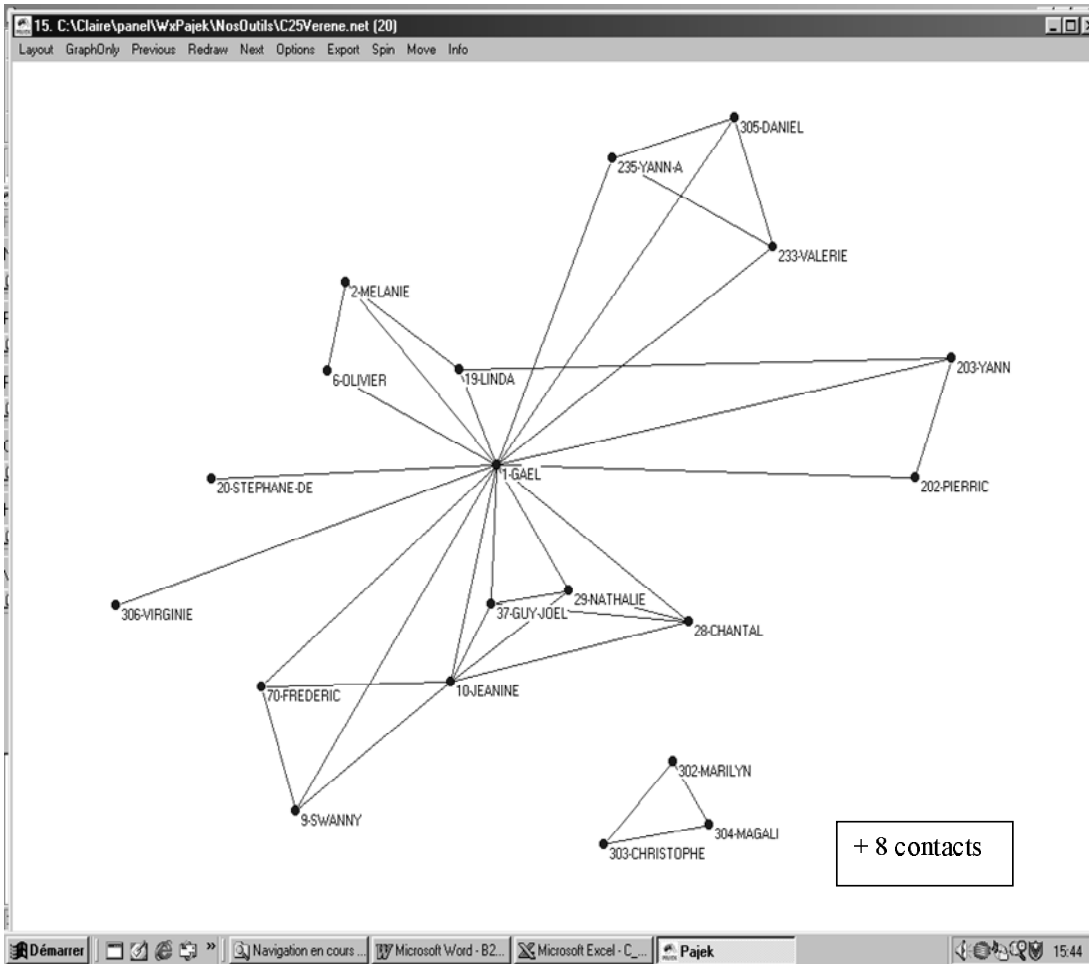 15. C:\Claire\panel\WxPajek\NosOutils\C25Verene.net (20)
Layout GraphOnly Previous Redraw Next Options Export Spin Move Info
305-DANIEL
235-YANN-A
233-VALERIE
2-MELANIE
6-OLIVIER
19-LINDA
203-YANN
1-GAEL
20-STEPHANE-DE
202-PIERRIC
29-NATHALIE
306-VIRGINIE
37-GUY-JOEL
28-CHANTAL
70-FREDERIC
10-JEANINE
302-MARILYN
9-SWANNY
304-MAGALI
303-CHRISTOPHE
+ 8 contacts
Démarrer » Navigation en cours ... Microsoft Word - B2... Microsoft Excel - C_... Pajek 15:44